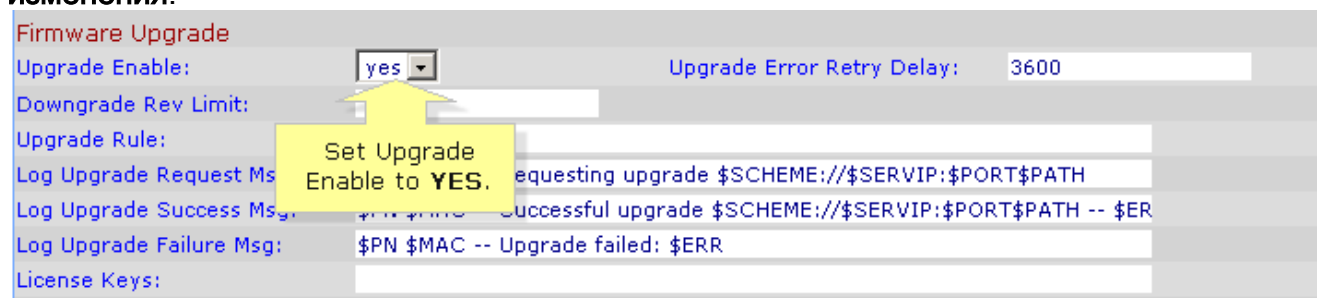 Firmware Upgrade
Upgrade Enable: yes Upgrade Error Retry Delay: 3600
Downgrade Rev Limit:
Upgrade Rule:
Set Upgrade
Enable to YES.
Log Upgrade Request Ms equesting upgrade $SCHEME://$SERVIP:$PORT$PATH
Log Upgrade Success Msg: $PN $MAC -- Successful upgrade $SCHEME://$SERVIP:$PORT$PATH -- $ER
Log Upgrade Failure Msg: $PN $MAC -- Upgrade failed: $ERR
License Keys: